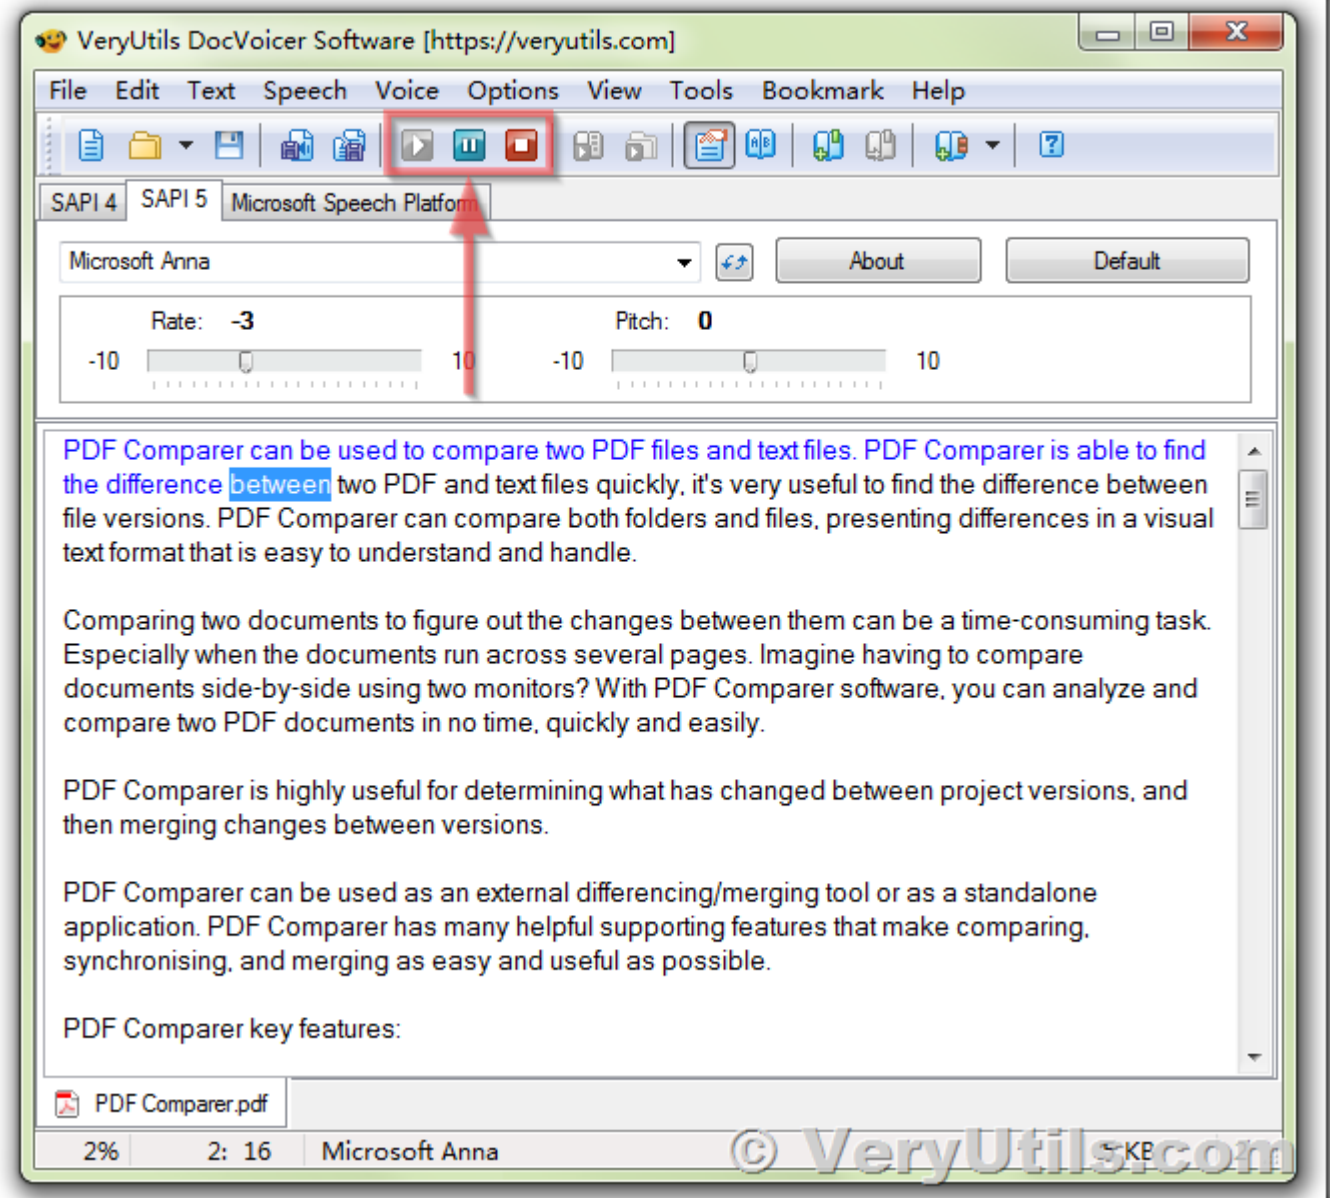 VeryUtils DocVoicer Software [https://veryutils.com]
File Edit Text Speech Voice Options View Tools Bookmark Help
SAPI 4 SAPI 5 Microsoft Speech Platform
Microsoft Anna About Default
Rate: -3 Pitch: 0
-10 10 -10 10
PDF Comparer can be used to compare two PDF files and text files. PDF Comparer is able to find
the difference between two PDF and text files quickly, it's very useful to find the difference between
file versions. PDF Comparer can compare both folders and files, presenting differences in a visual
text format that is easy to understand and handle.
Comparing two documents to figure out the changes between them can be a time-consuming task.
Especially when the documents run across several pages. Imagine having to compare
documents side-by-side using two monitors? With PDF Comparer software, you can analyze and
compare two PDF documents in no time, quickly and easily.
PDF Comparer is highly useful for determining what has changed between project versions, and
then merging changes between versions.
PDF Comparer can be used as an external differencing/merging tool or as a standalone
application. PDF Comparer has many helpful supporting features that make comparing,
synchronising, and merging as easy and useful as possible.
PDF Comparer key features:
PDF Comparer.pdf
2% 2: 16 Microsoft Anna KB
© VeryUtils.com